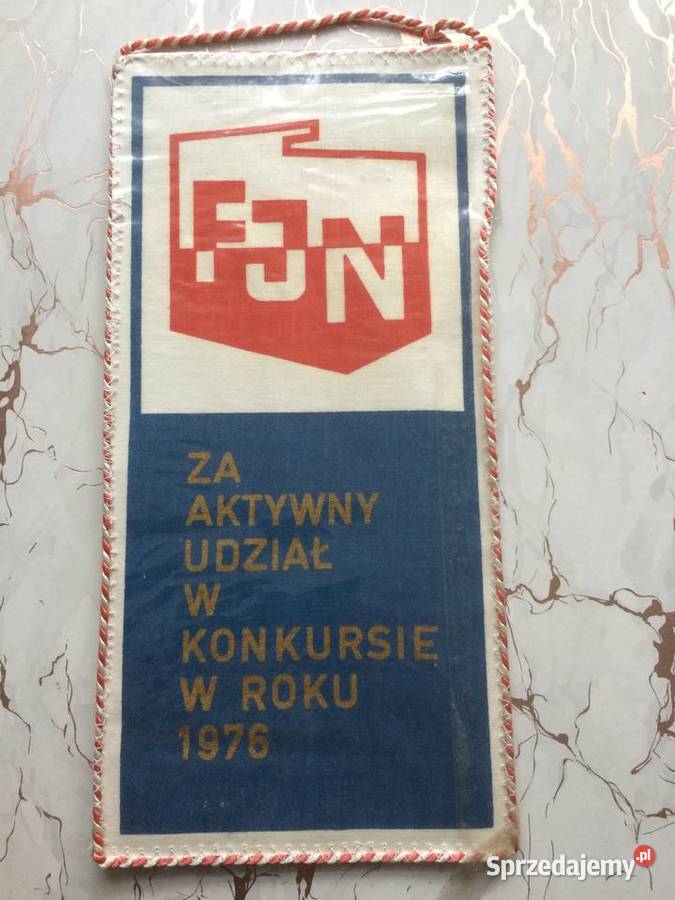 FJN
ZA
AKTYWNY
UDZIAŁ
W
KONKURSIE
W ROKU
1976
Sprzedajemy.pl